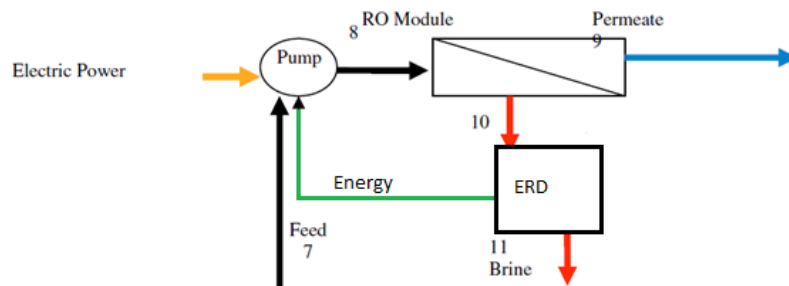 RO Module
Permeate
8
9
Pump
Electric Power
10
Energy
ERD
Feed
7
11
Brine